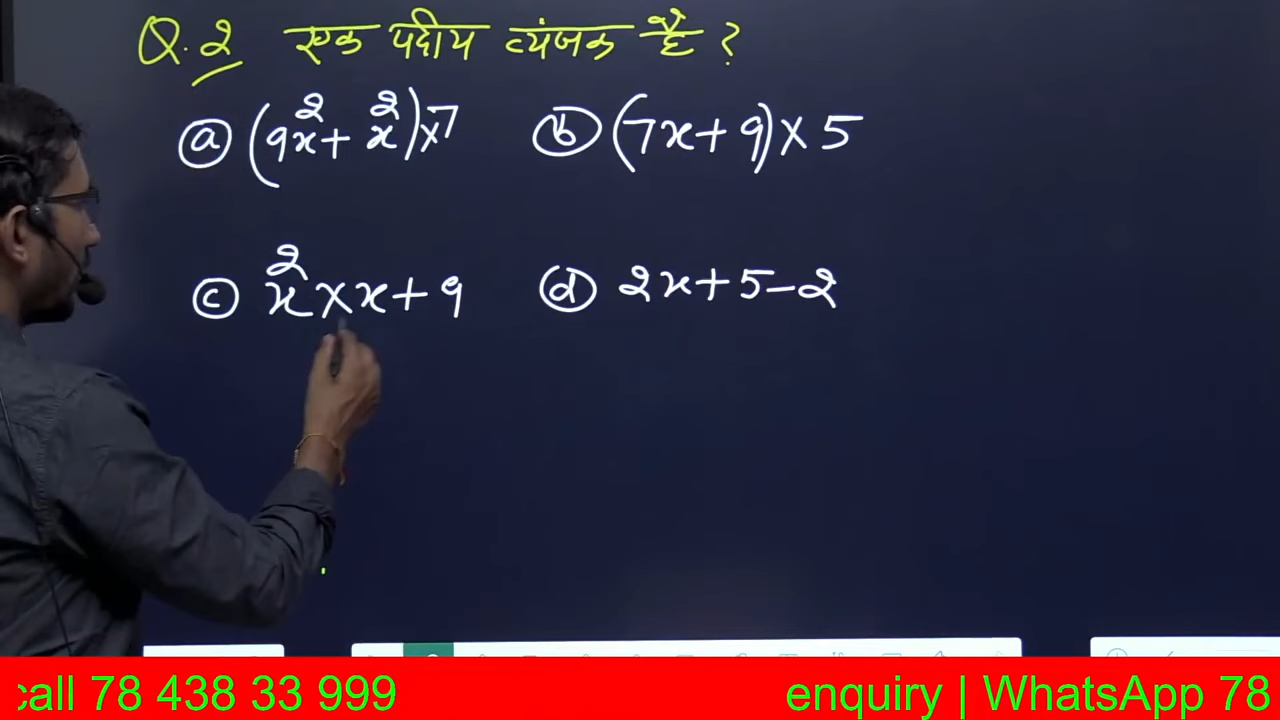 Q.2 एक पदीय व्यंजक है ?
(a) (9x² + x²) × 7 (b) (7x + 9) × 5
(c) x² × x + 9 (d) 2x + 5 - 2
call 78 438 33 999 enquiry | WhatsApp 78